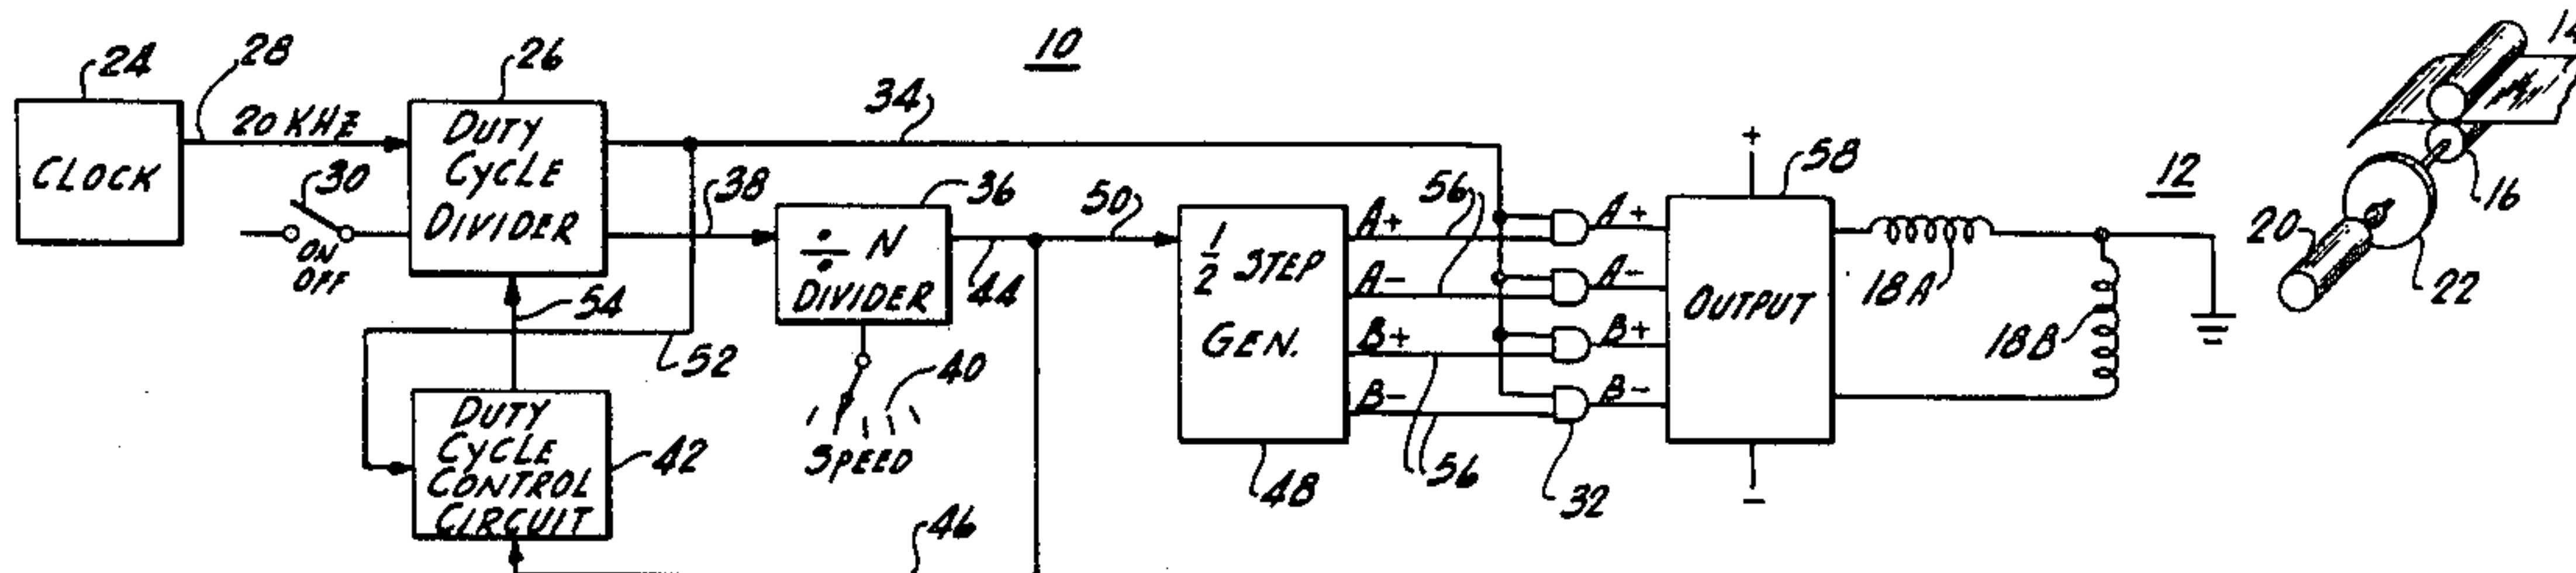 10
24
28
26
34
14
20 KHZ
CLOCK
DUTY
CYCLE
DIVIDER
30
ON
OFF
38
36
÷ N
DIVIDER
44
50
54
52
40
SPEED
DUTY
CYCLE
CONTROL
CIRCUIT
42
46
1/2 STEP
GEN.
48
56
A+
A-
B+
B-
56
A+
A-
B+
B-
32
58
+
OUTPUT
-
18A
18B
12
16
20
22